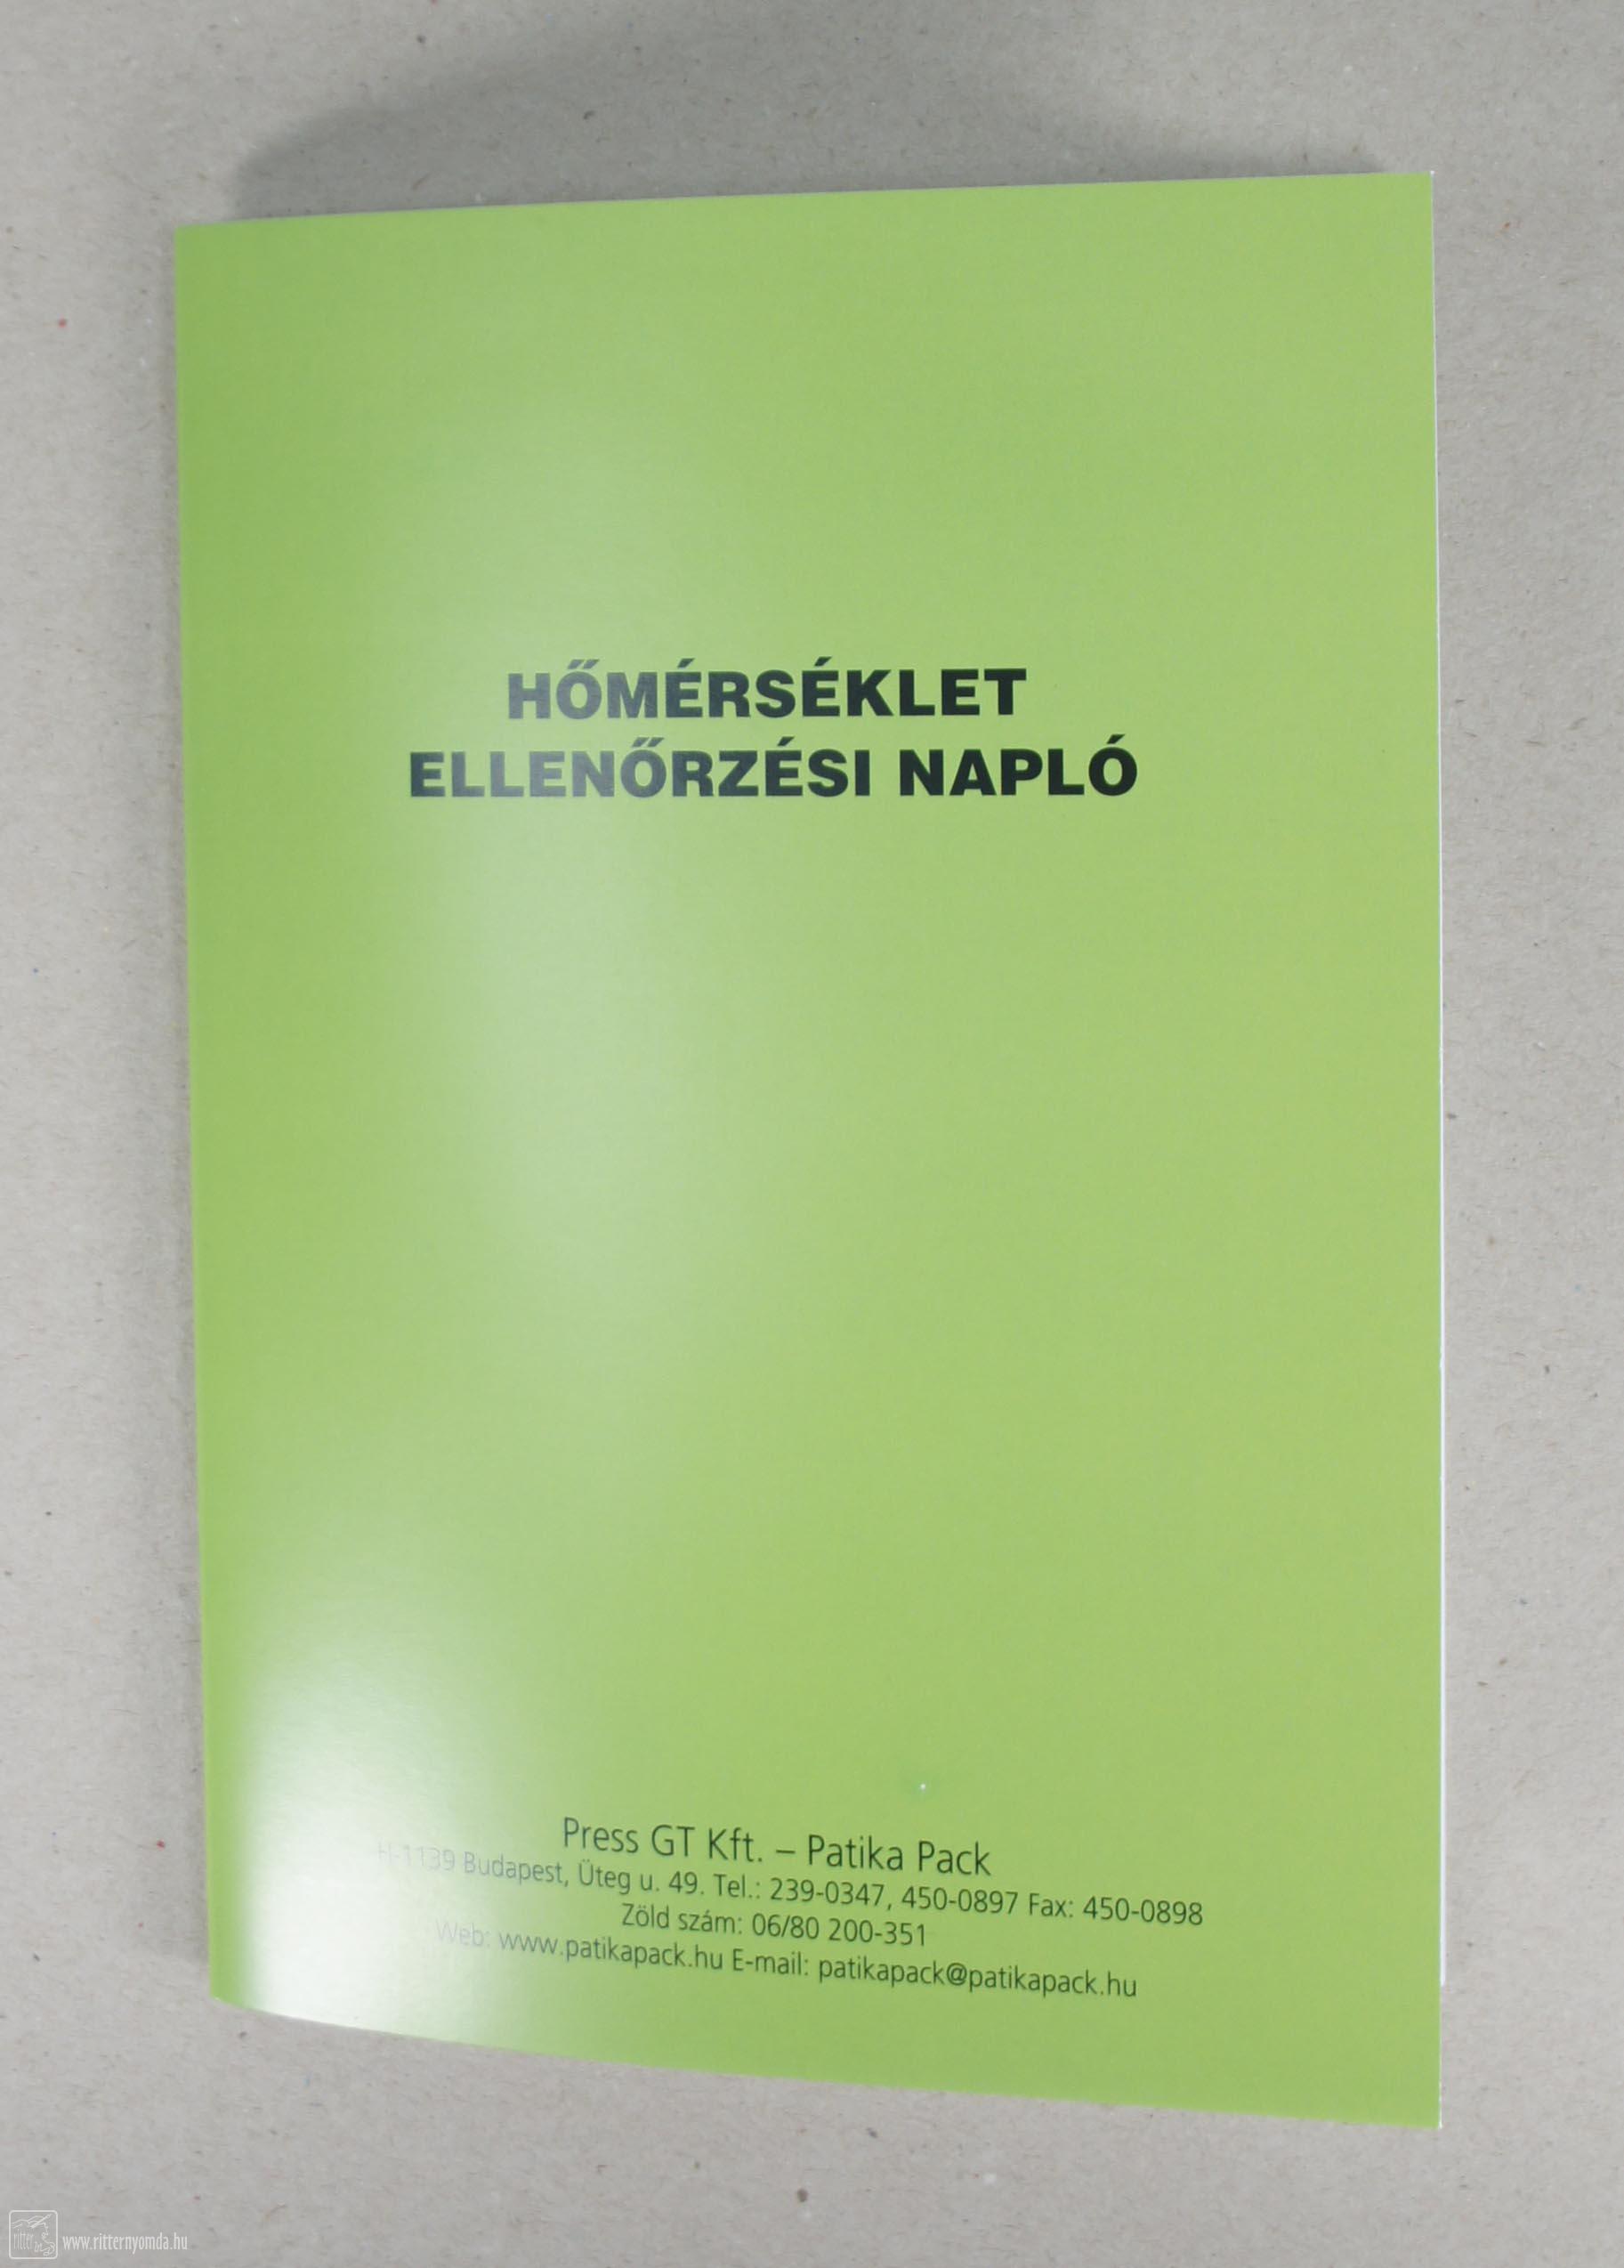 HŐMÉRSÉKLET
ELLENŐRZÉSI NAPLÓ
Press GT Kft. – Patika Pack
H-1139 Budapest, Üteg u. 49. Tel.: 239-0347, 450-0897 Fax: 450-0898
Zöld szám: 06/80 200-351
Web: www.patikapack.hu E-mail: patikapack@patikapack.hu
ritter
www.ritternyomda.hu